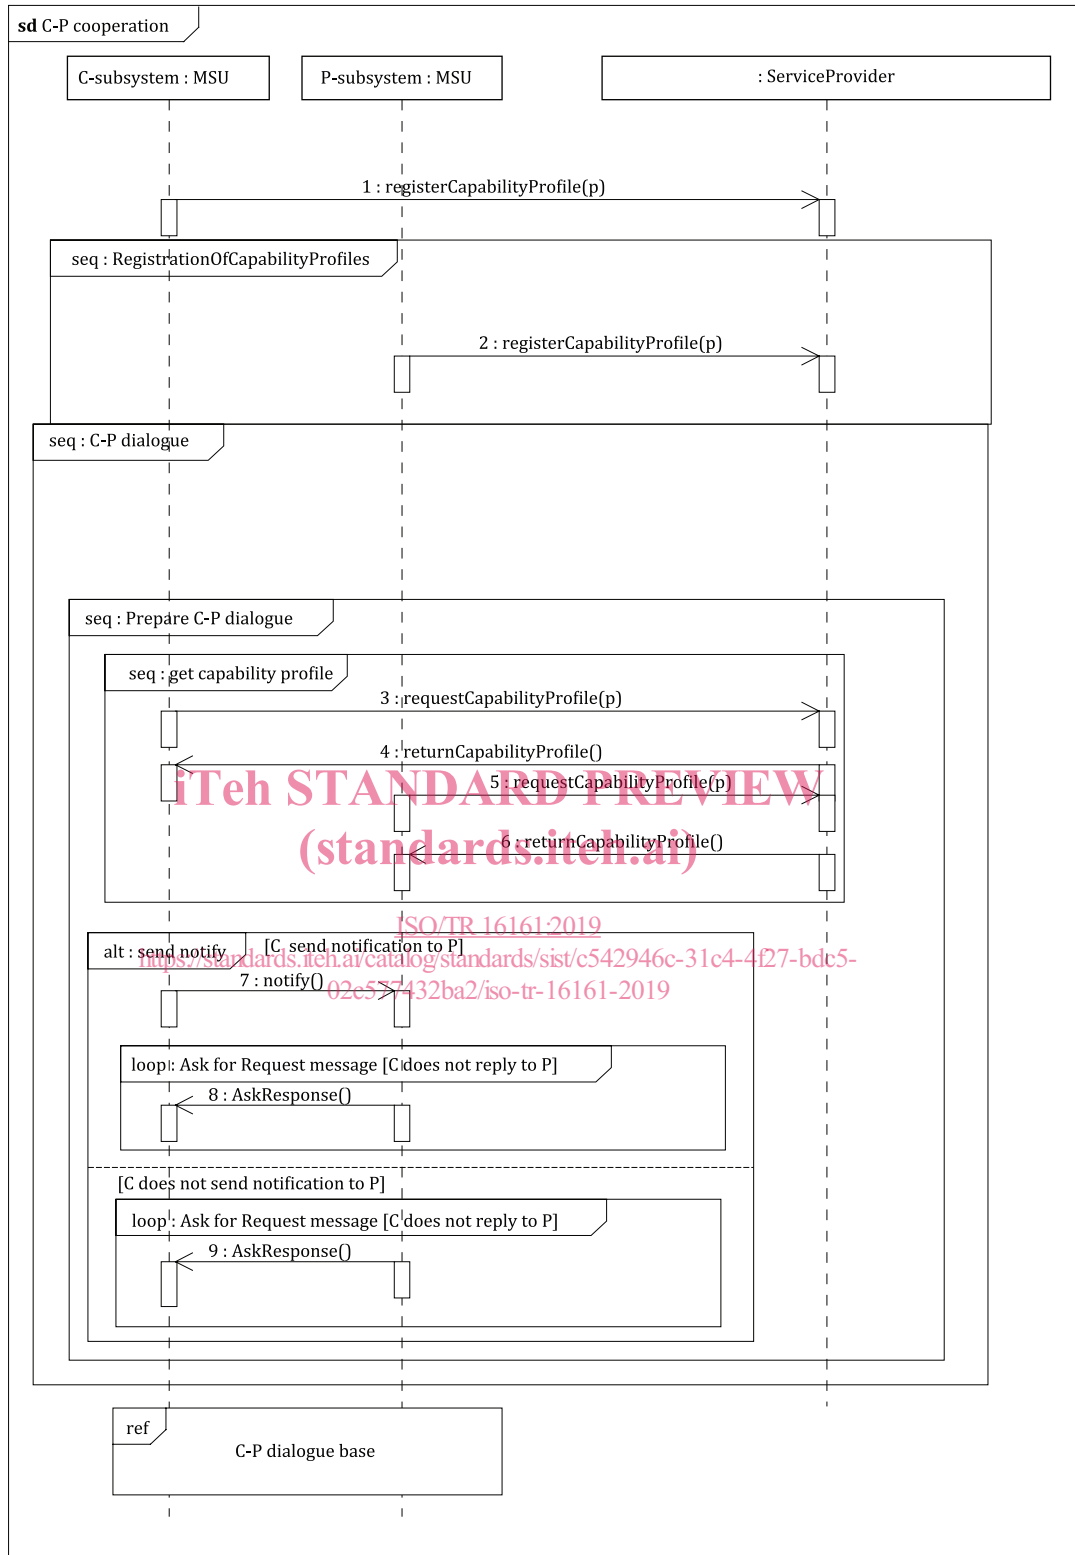 sd C-P cooperation
C-subsystem : MSU
P-subsystem : MSU
: ServiceProvider
1 : registerCapabilityProfile(p)
seq : RegistrationOfCapabilityProfiles
2 : registerCapabilityProfile(p)
seq : C-P dialogue
seq : Prepare C-P dialogue
seq : get capability profile
3 : requestCapabilityProfile(p)
4 : returnCapabilityProfile()
iTeh STANDARD PREVIEW
5 : requestCapabilityProfile(p)
(standards.iteh.ai)
6 : returnCapabilityProfile()
ISO/TR 16161:2019
alt : send notify
[C send notification to P]
https://standards.iteh.ai/catalog/standards/sist/c542946c-31c4-4f27-bdc5-
7 : notify()
02c577432ba2/iso-tr-16161-2019
loop : Ask for Request message [C does not reply to P]
8 : AskResponse()
[C does not send notification to P]
loop : Ask for Request message [C does not reply to P]
9 : AskResponse()
ref
C-P dialogue base